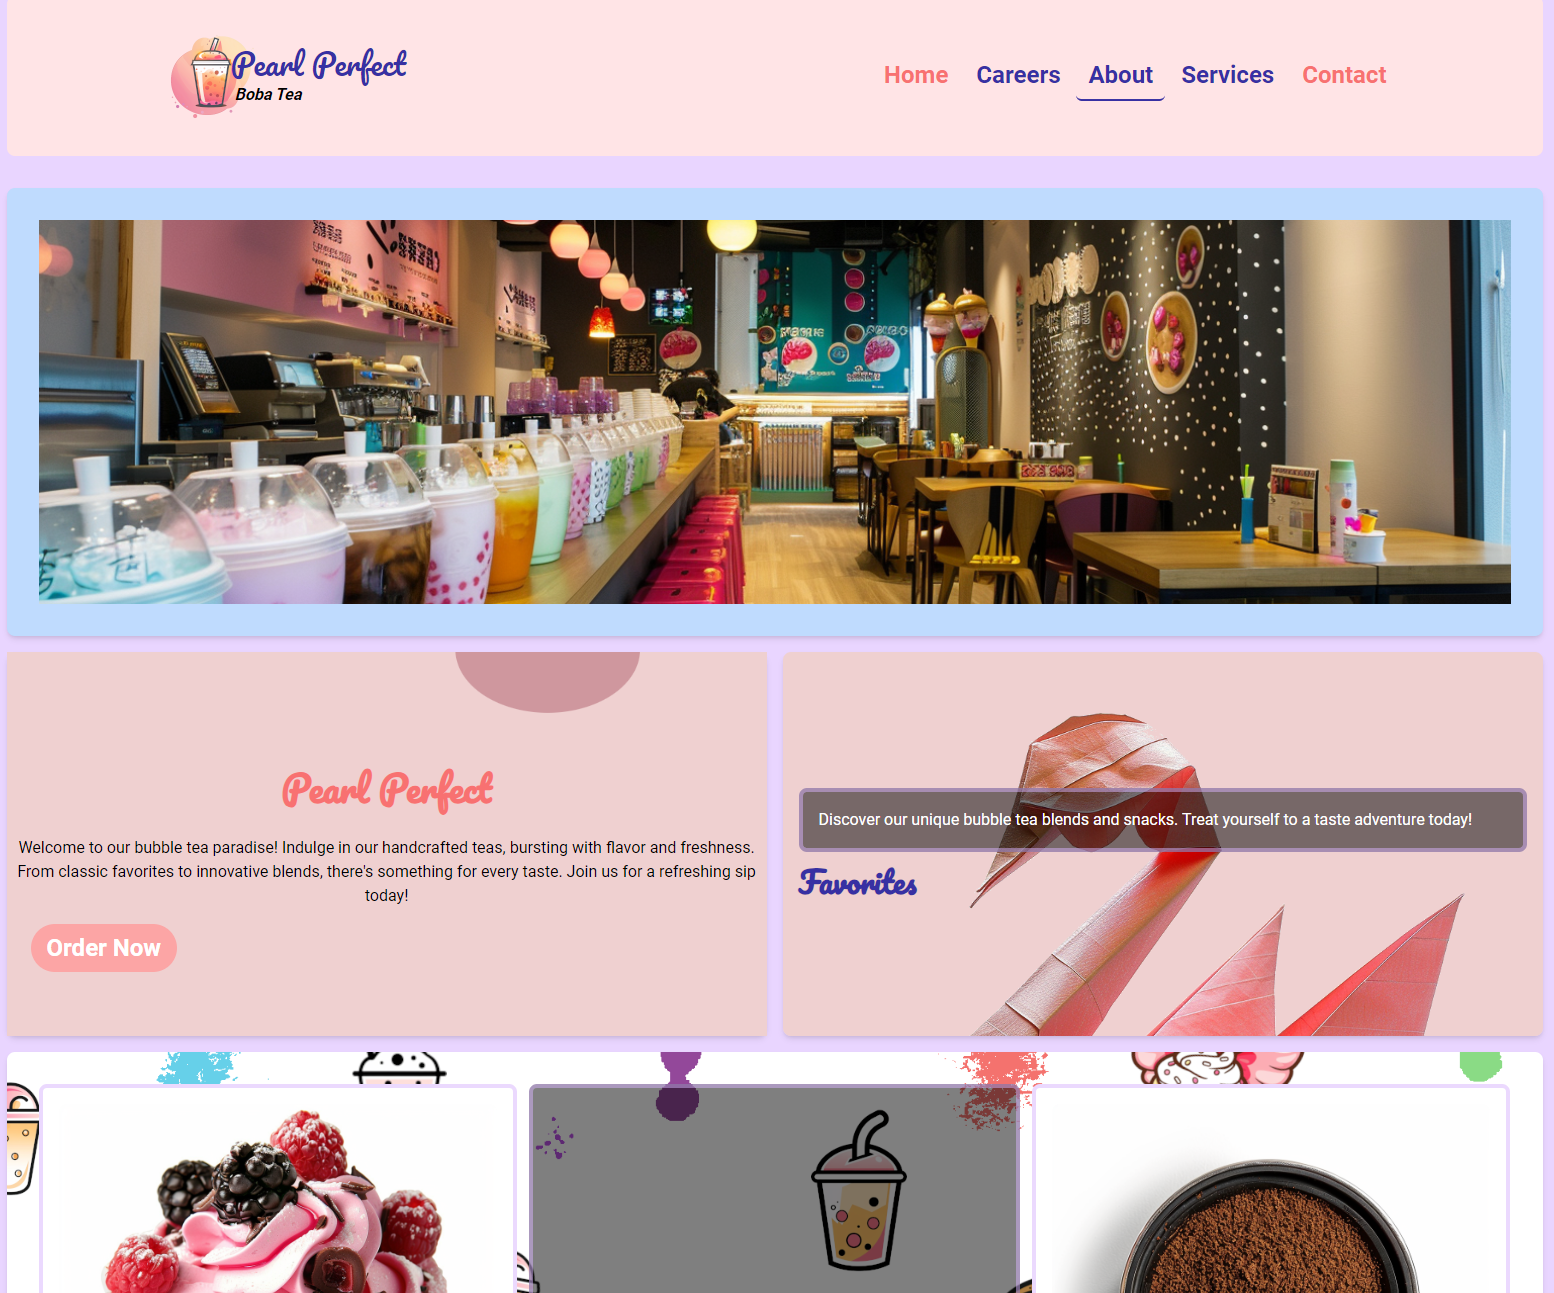 Pearl Perfect
Boba Tea
Home Careers About Services Contact
Pearl Perfect
Welcome to our bubble tea paradise! Indulge in our handcrafted teas, bursting with flavor and freshness.
From classic favorites to innovative blends, there's something for every taste. Join us for a refreshing sip
today!
Order Now
Discover our unique bubble tea blends and snacks. Treat yourself to a taste adventure today!
Favorites